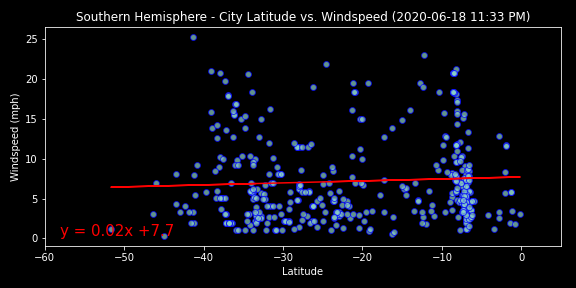 Southern Hemisphere - City Latitude vs. Windspeed (2020-06-18 11:33 PM)
Windspeed (mph)
25
20
15
10
5
0
y = 0.02x +7.7
−60 −50 −40 −30 −20 −10 0
Latitude